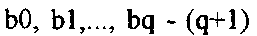 b0, b1,..., bq - (q+1)